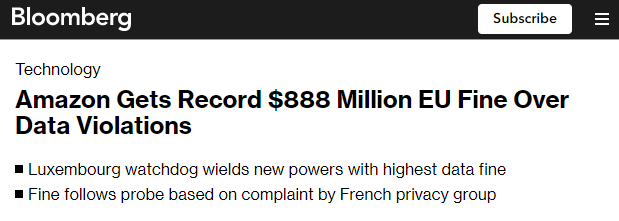 Bloomberg
Subscribe
Technology
Amazon Gets Record $888 Million EU Fine Over
Data Violations
Luxembourg watchdog wields new powers with highest data fine
Fine follows probe based on complaint by French privacy group